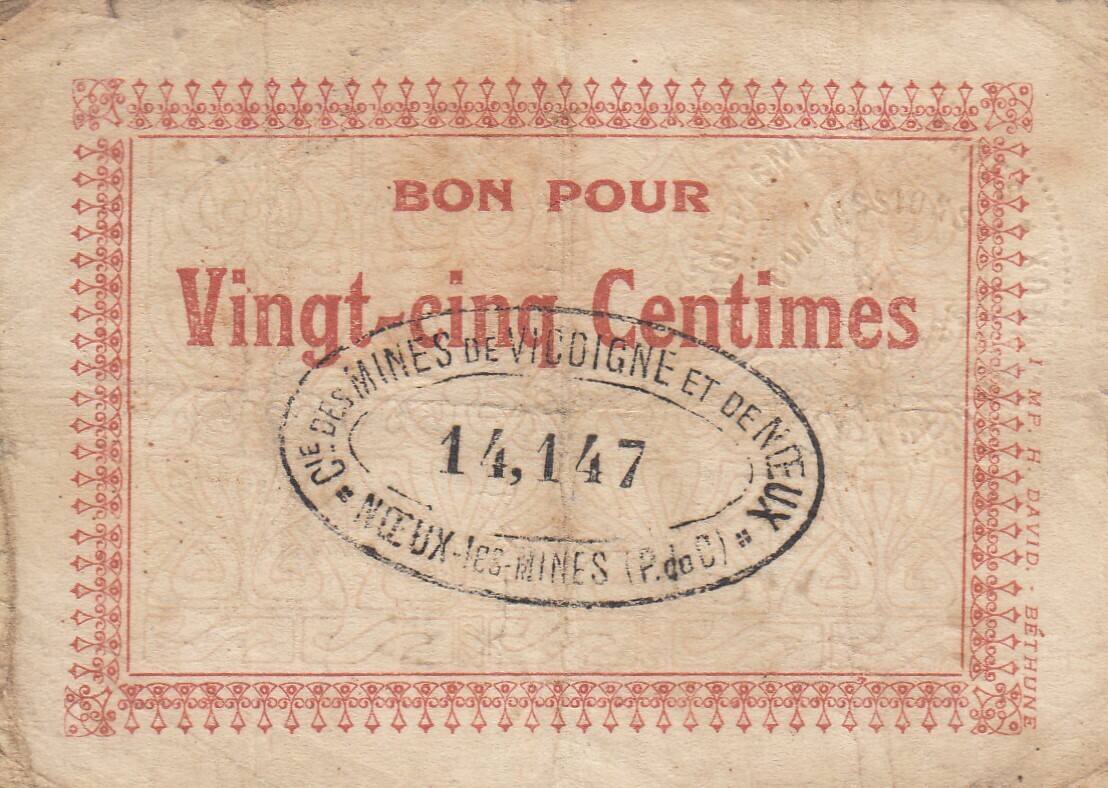 BON POUR
Vingt-cinq Centimes
CIE DES MINES DE VICOIGNE ET DE NŒUX
14,147
NŒUX-les-MINES (P. de C)
IMP. H. DAVID. - BÉTHUNE